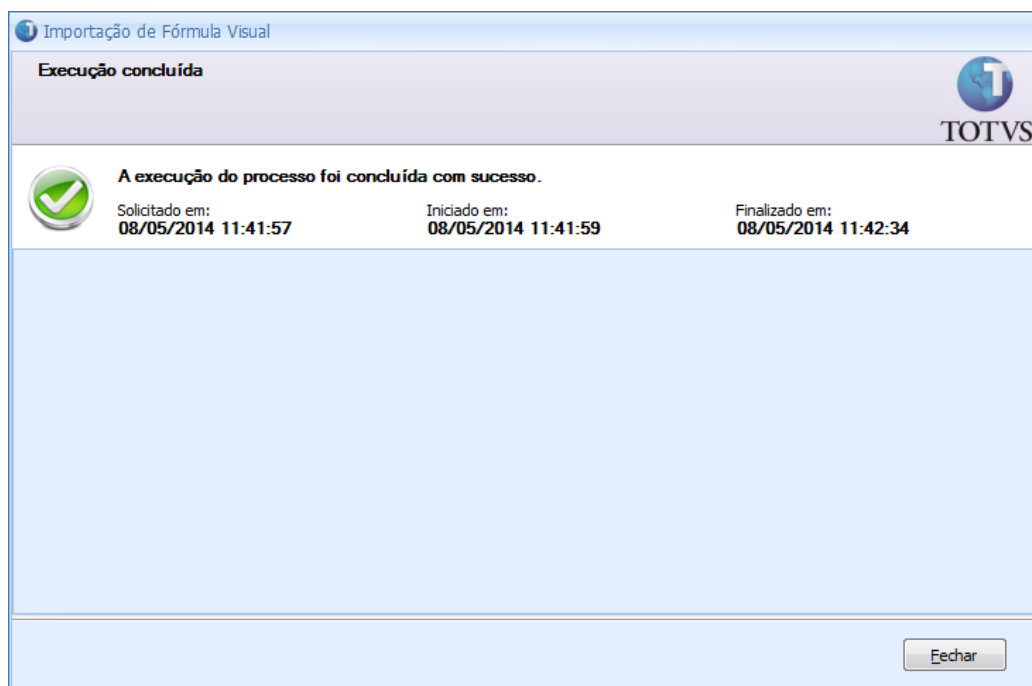 Importação de Fórmula Visual
Execução concluída
TOTVS
A execução do processo foi concluída com sucesso.
Solicitado em: Iniciado em: Finalizado em:
08/05/2014 11:41:57 08/05/2014 11:41:59 08/05/2014 11:42:34
Fechar